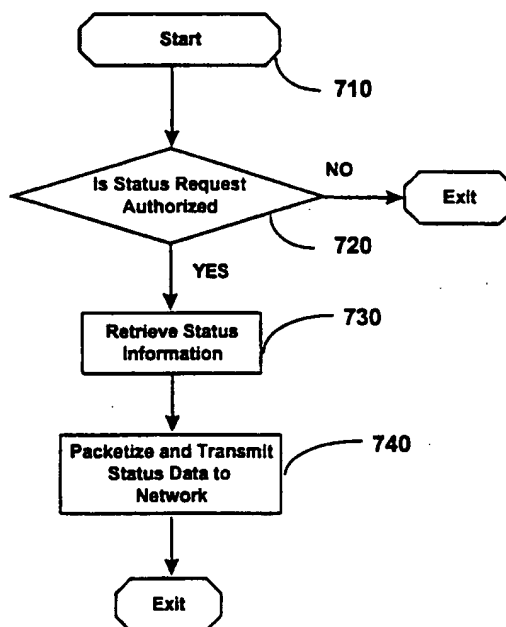 Start
710
Is Status Request
Authorized
NO
Exit
720
YES
Retrieve Status
Information
730
Packetize and Transmit
Status Data to
Network
740
Exit